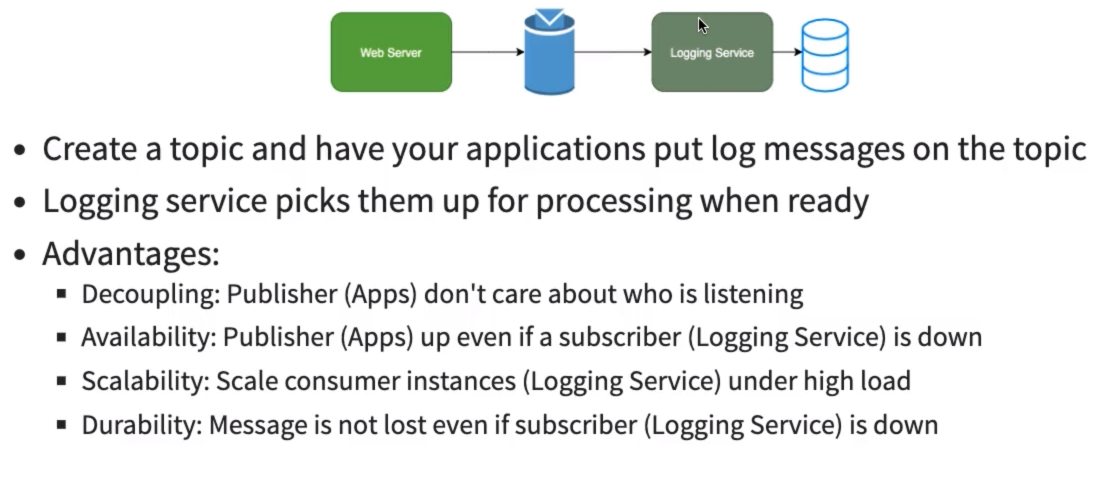 Web Server
Logging Service
• Create a topic and have your applications put log messages on the topic
• Logging service picks them up for processing when ready
• Advantages:
▪ Decoupling: Publisher (Apps) don't care about who is listening
▪ Availability: Publisher (Apps) up even if a subscriber (Logging Service) is down
▪ Scalability: Scale consumer instances (Logging Service) under high load
▪ Durability: Message is not lost even if subscriber (Logging Service) is down